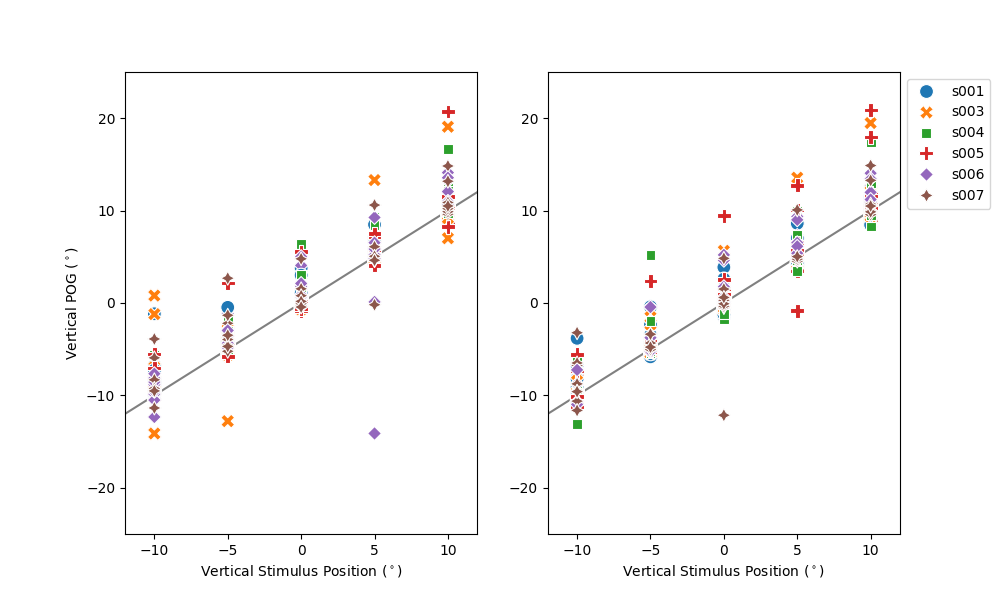 20
10
0
−10
−20
Vertical POG (°)
−10 −5 0 5 10
Vertical Stimulus Position (°)
20
10
0
−10
−20
−10 −5 0 5 10
Vertical Stimulus Position (°)
s001
s003
s004
s005
s006
s007